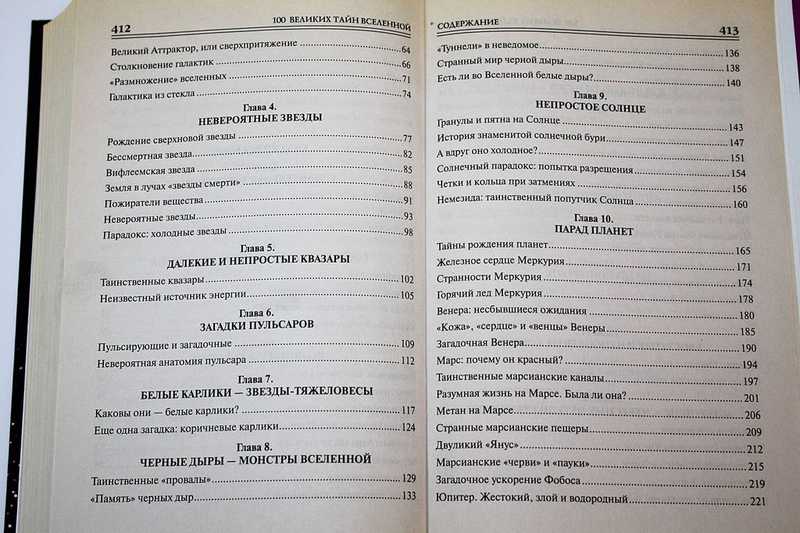 412
100 ВЕЛИКИХ ТАЙН ВСЕЛЕННОЙ
Великий Аттрактор, или сверхпритяжение 64
Столкновение галактик 66
«Размножение» вселенных 71
Галактика из стекла 74
Глава 4.
НЕВЕРОЯТНЫЕ ЗВЕЗДЫ
Рождение сверхновой звезды 77
Бессмертная звезда 82
Вифлеемская звезда 85
Земля в лучах «звезды смерти» 88
Пожиратели вещества 91
Невероятные звезды 93
Парадокс: холодные звезды 98
Глава 5.
ДАЛЕКИЕ И НЕПРОСТЫЕ КВАЗАРЫ
Таинственные квазары 102
Неизвестный источник энергии 105
Глава 6.
ЗАГАДКИ ПУЛЬСАРОВ
Пульсирующие и загадочные 109
Невероятная анатомия пульсара 112
Глава 7.
БЕЛЫЕ КАРЛИКИ — ЗВЕЗДЫ-ТЯЖЕЛОВЕСЫ
Каковы они — белые карлики? 117
Еще одна загадка: коричневые карлики 124
Глава 8.
ЧЕРНЫЕ ДЫРЫ — МОНСТРЫ ВСЕЛЕННОЙ
Таинственные «провалы» 129
«Память» черных дыр 133
СОДЕРЖАНИЕ
413
«Туннели» в неведомое 136
Странный мир черной дыры 138
Есть ли во Вселенной белые дыры? 140
Глава 9.
НЕПРОСТОЕ СОЛНЦЕ
Гранулы и пятна на Солнце 143
История знаменитой солнечной бури 147
А вдруг оно холодное? 151
Солнечный парадокс: попытка разрешения 154
Четки и кольца при затмениях 156
Немезида: таинственный попутчик Солнца 160
Глава 10.
ПАРАД ПЛАНЕТ
Тайны рождения планет 165
Железное сердце Меркурия 171
Странности Меркурия 174
Горячий лед Меркурия 178
Венера: несбывшиеся ожидания 180
«Кожа», «сердце» и «венцы» Венеры 185
Загадочная Венера 190
Марс: почему он красный? 194
Таинственные марсианские каналы 197
Разумная жизнь на Марсе. Была ли она? 201
Метан на Марсе 206
Странные марсианские пещеры 209
Двуликий «Янус» 212
Марсианские «черви» и «пауки» 215
Загадочное ускорение Фобоса 219
Юпитер. Жестокий, злой и водородный 221